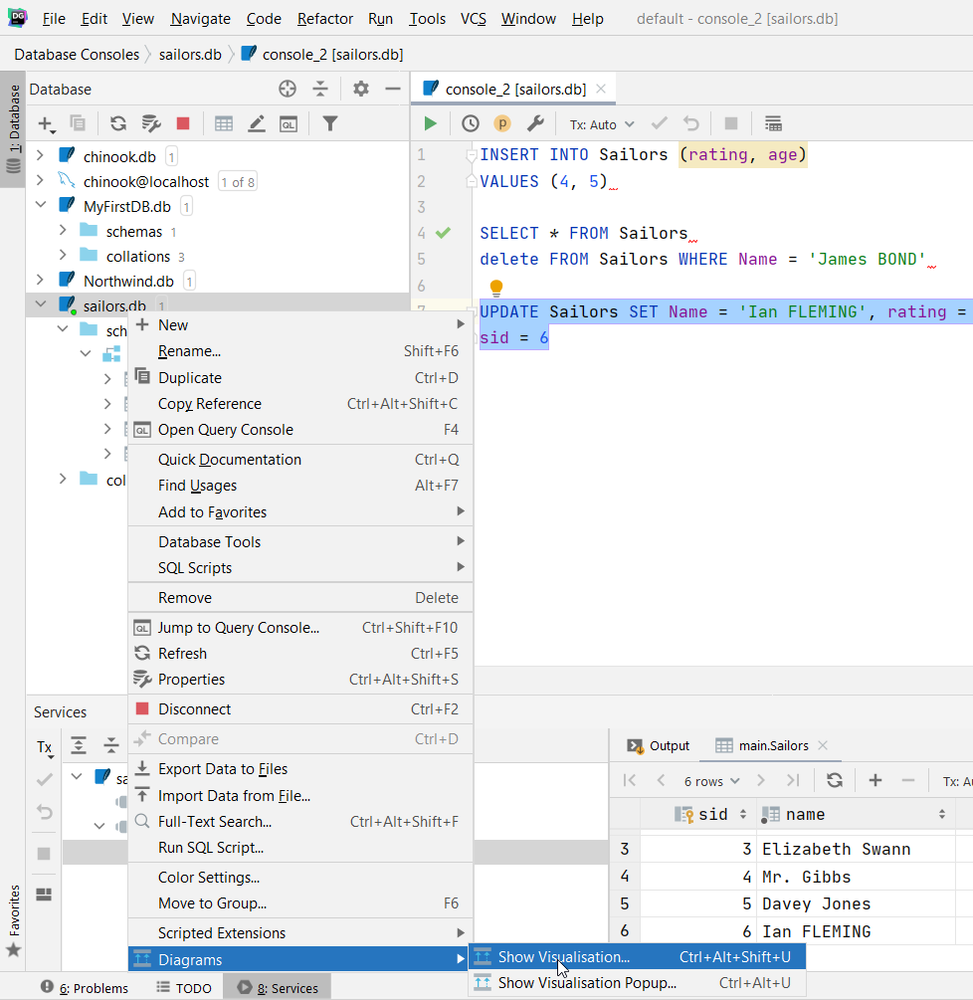 DG File Edit View Navigate Code Refactor Run Tools VCS Window Help default - console_2 [sailors.db]
Database Consoles sailors.db console_2 [sailors.db]
1: Database
Database
console_2 [sailors.db]
Tx: Auto
chinook.db 1
chinook@localhost 1 of 8
MyFirstDB.db 1
schemas 1
collations 3
Northwind.db 1
sailors.db 1
sch
col
1 INSERT INTO Sailors (rating, age)
2 VALUES (4, 5)
3
4 SELECT * FROM Sailors
5 delete FROM Sailors WHERE Name = 'James BOND'
6
7 UPDATE Sailors SET Name = 'Ian FLEMING', rating =
sid = 6
New
Rename... Shift+F6
Duplicate Ctrl+D
Copy Reference Ctrl+Alt+Shift+C
QL Open Query Console F4
Quick Documentation Ctrl+Q
Find Usages Alt+F7
Add to Favorites
Database Tools
SQL Scripts
Remove Delete
QL Jump to Query Console... Ctrl+Shift+F10
Refresh Ctrl+F5
Properties Ctrl+Alt+Shift+S
Disconnect Ctrl+F2
Compare Ctrl+D
Export Data to Files
Import Data from File...
Full-Text Search... Ctrl+Alt+Shift+F
Run SQL Script...
Color Settings...
Move to Group... F6
Scripted Extensions
Diagrams
Show Visualisation... Ctrl+Alt+Shift+U
Show Visualisation Popup... Ctrl+Alt+U
Services
Tx
sa
Output main.Sailors
6 rows Tx: Au
sid name
3 3 Elizabeth Swann
4 4 Mr. Gibbs
5 5 Davey Jones
6 6 Ian FLEMING
Favorites
6: Problems TODO 8: Services